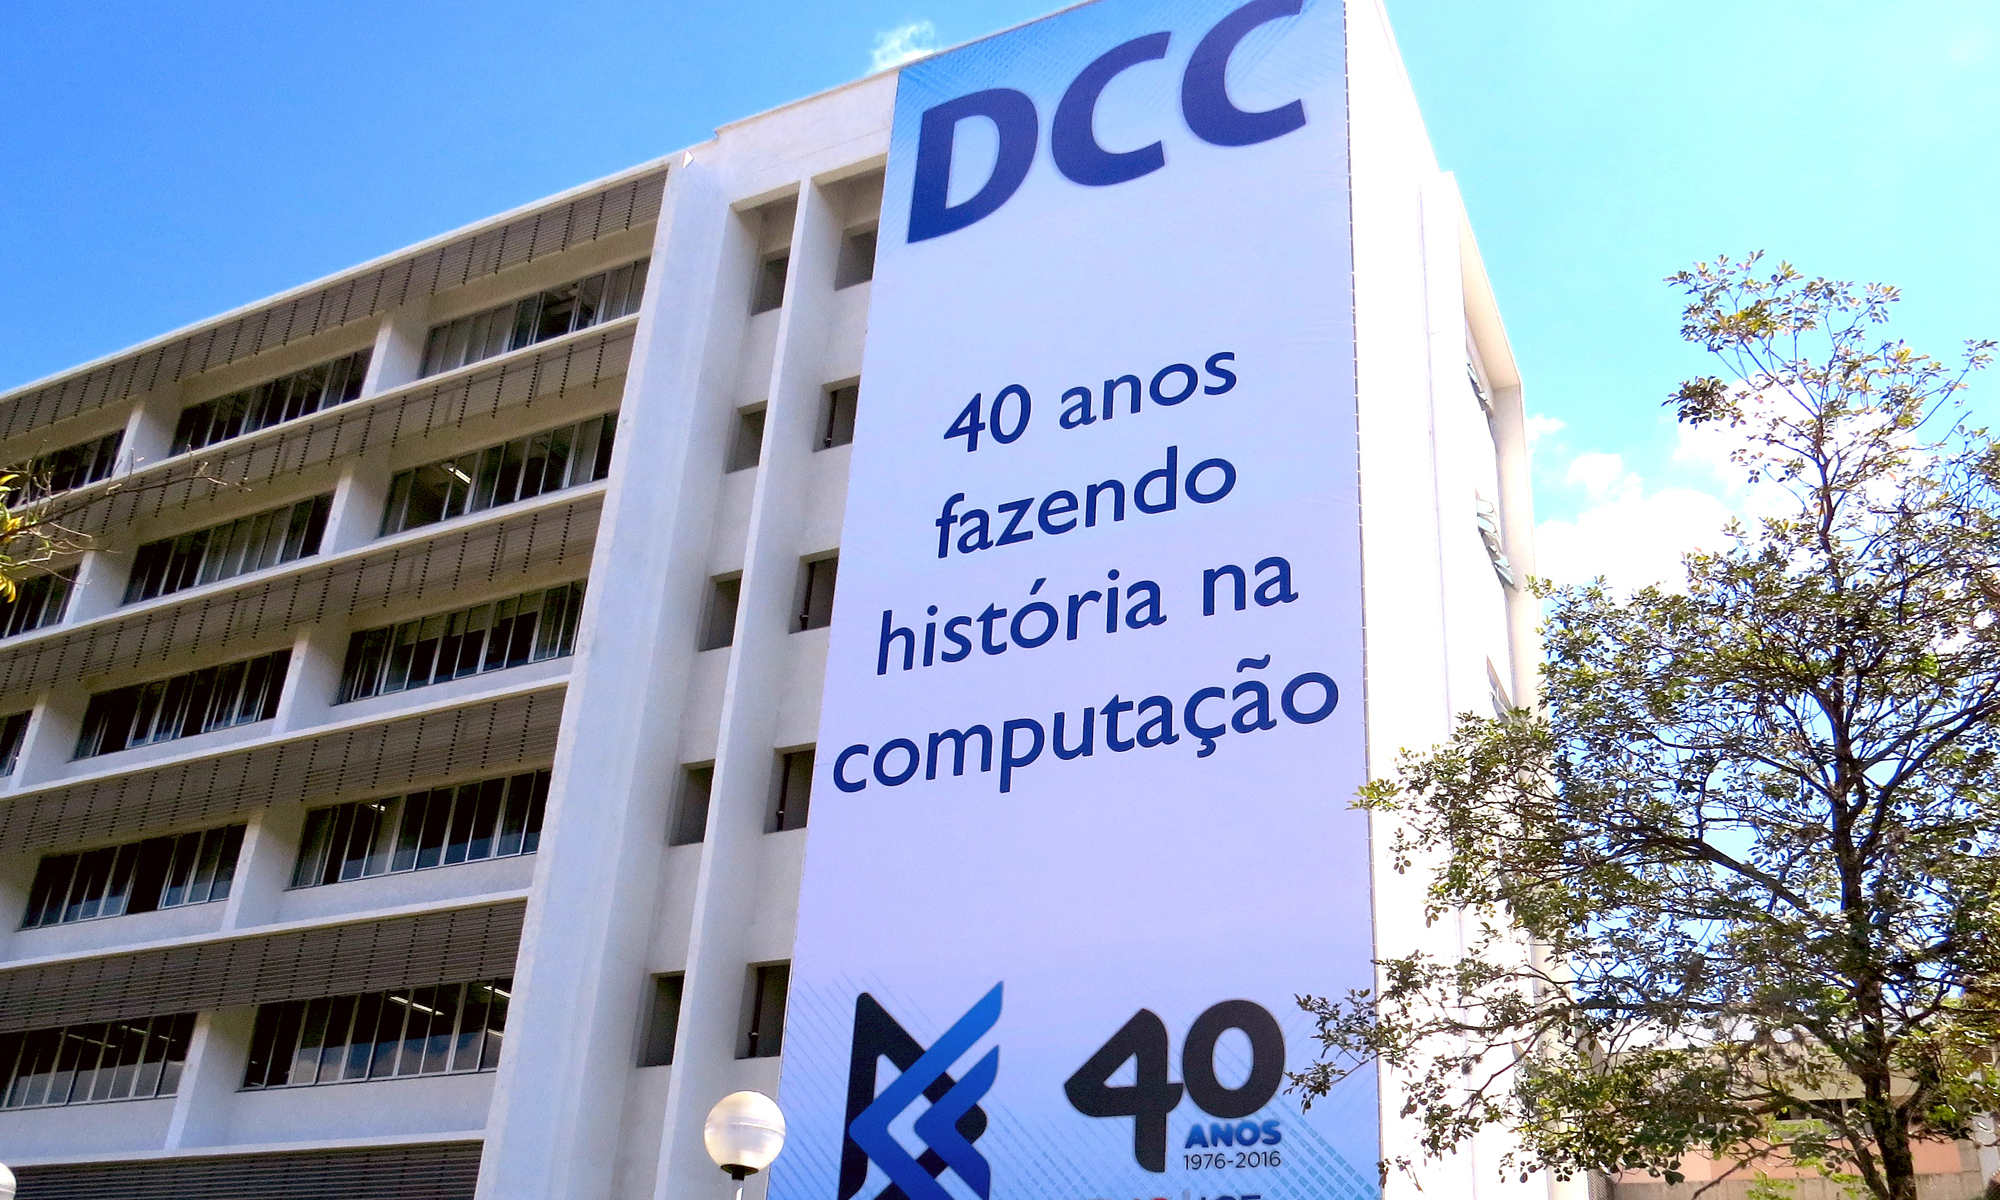 DCC
40 anos
fazendo
história na
computação
40
ANOS
1976-2016